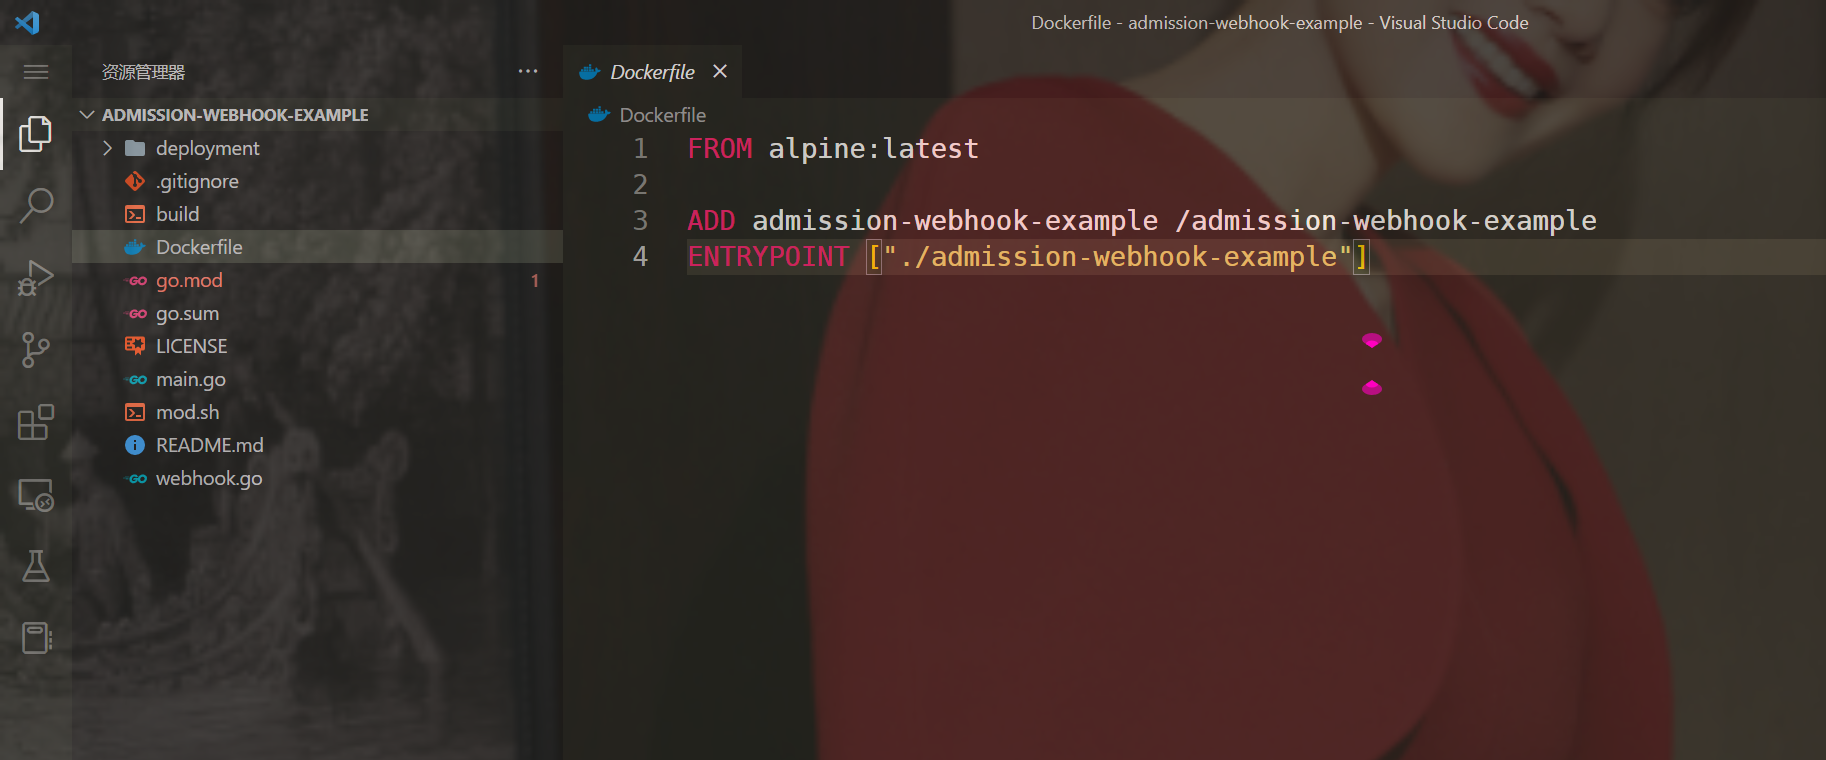 Dockerfile - admission-webhook-example - Visual Studio Code
资源管理器
Dockerfile
ADMISSION-WEBHOOK-EXAMPLE
Dockerfile
deployment
.gitignore
build
Dockerfile
go.mod 1
go.sum
LICENSE
main.go
mod.sh
README.md
webhook.go
1 FROM alpine:latest
2
3 ADD admission-webhook-example /admission-webhook-example
4 ENTRYPOINT ["./admission-webhook-example"]